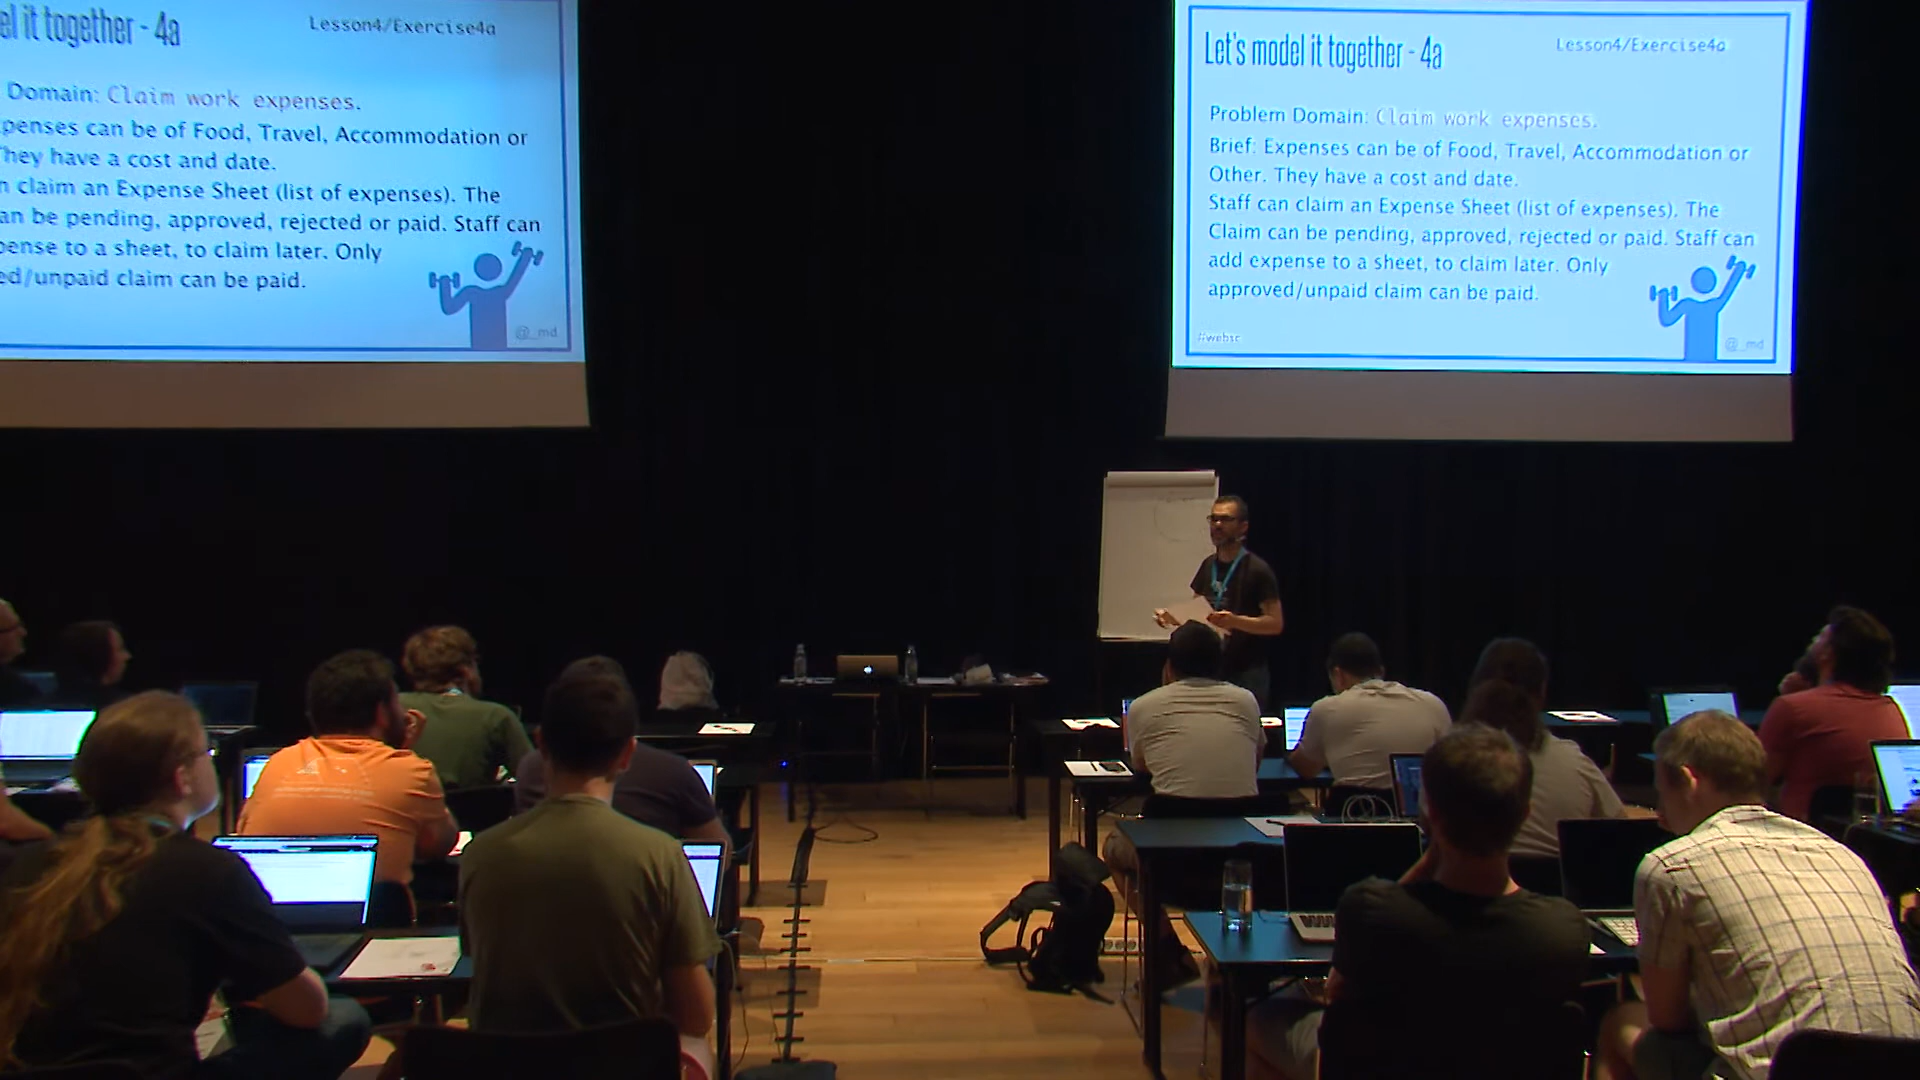 el it together - 4a
Lesson4/Exercise4a
Domain: Claim work expenses.
penses can be of Food, Travel, Accommodation or
They have a cost and date.
n claim an Expense Sheet (list of expenses). The
an be pending, approved, rejected or paid. Staff can
pense to a sheet, to claim later. Only
ed/unpaid claim can be paid.
@_md
Let's model it together - 4a
Lesson4/Exercise4a
Problem Domain: Claim work expenses.
Brief: Expenses can be of Food, Travel, Accommodation or
Other. They have a cost and date.
Staff can claim an Expense Sheet (list of expenses). The
Claim can be pending, approved, rejected or paid. Staff can
add expense to a sheet, to claim later. Only
approved/unpaid claim can be paid.
#websc
@_md